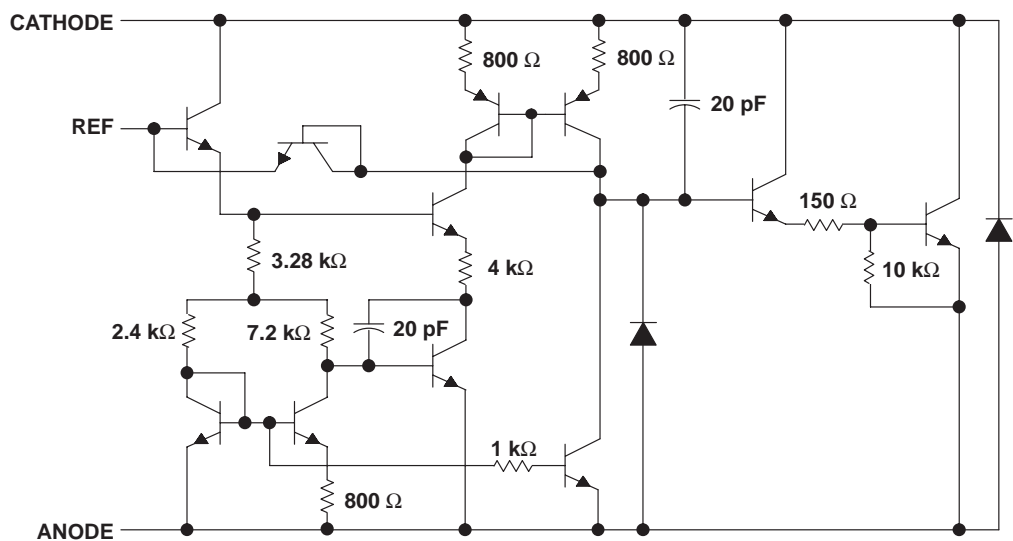 CATHODE
800 Ω
800 Ω
20 pF
REF
150 Ω
3.28 kΩ
4 kΩ
10 kΩ
2.4 kΩ
7.2 kΩ
20 pF
1 kΩ
800 Ω
ANODE